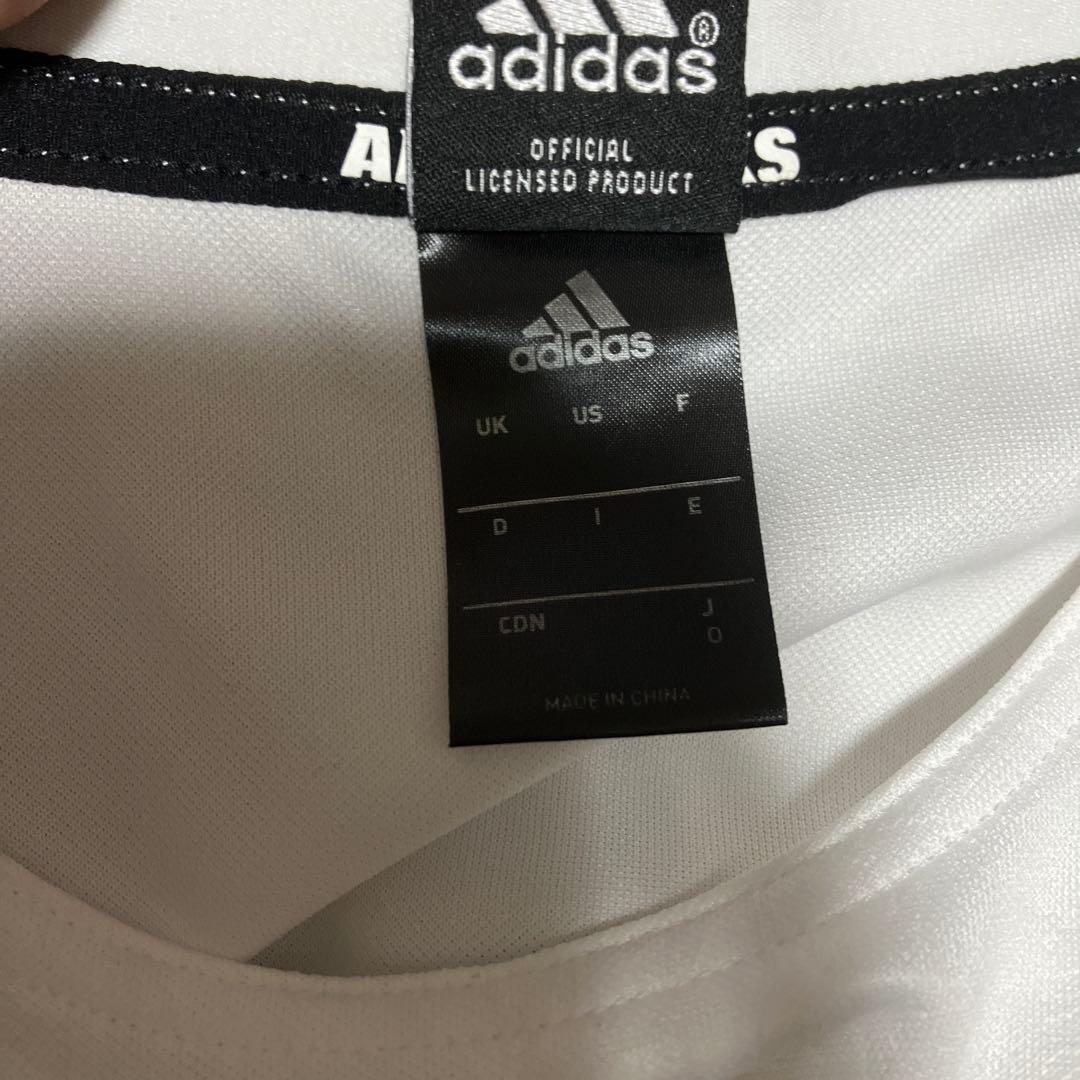 adidas®
OFFICIAL
LICENSED PRODUCT
adidas
UK US F
D I E
CDN J
O
MADE IN CHINA